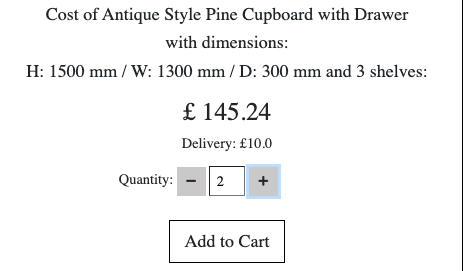 Cost of Antique Style Pine Cupboard with Drawer
with dimensions:
H: 1500 mm / W: 1300 mm / D: 300 mm and 3 shelves:
£ 145.24
Delivery: £10.0
Quantity: − 2 +
Add to Cart